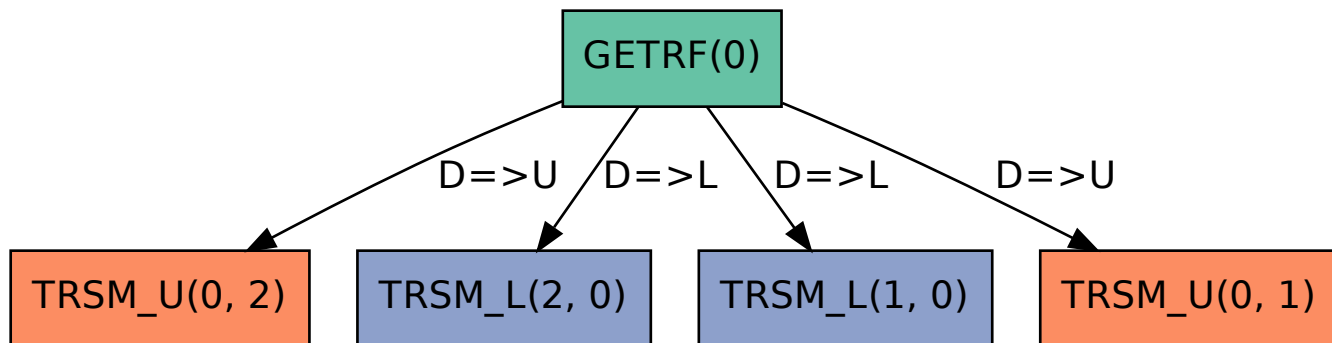 GETRF(0)
D=>U
D=>L
D=>L
D=>U
TRSM_U(0, 2)
TRSM_L(2, 0)
TRSM_L(1, 0)
TRSM_U(0, 1)